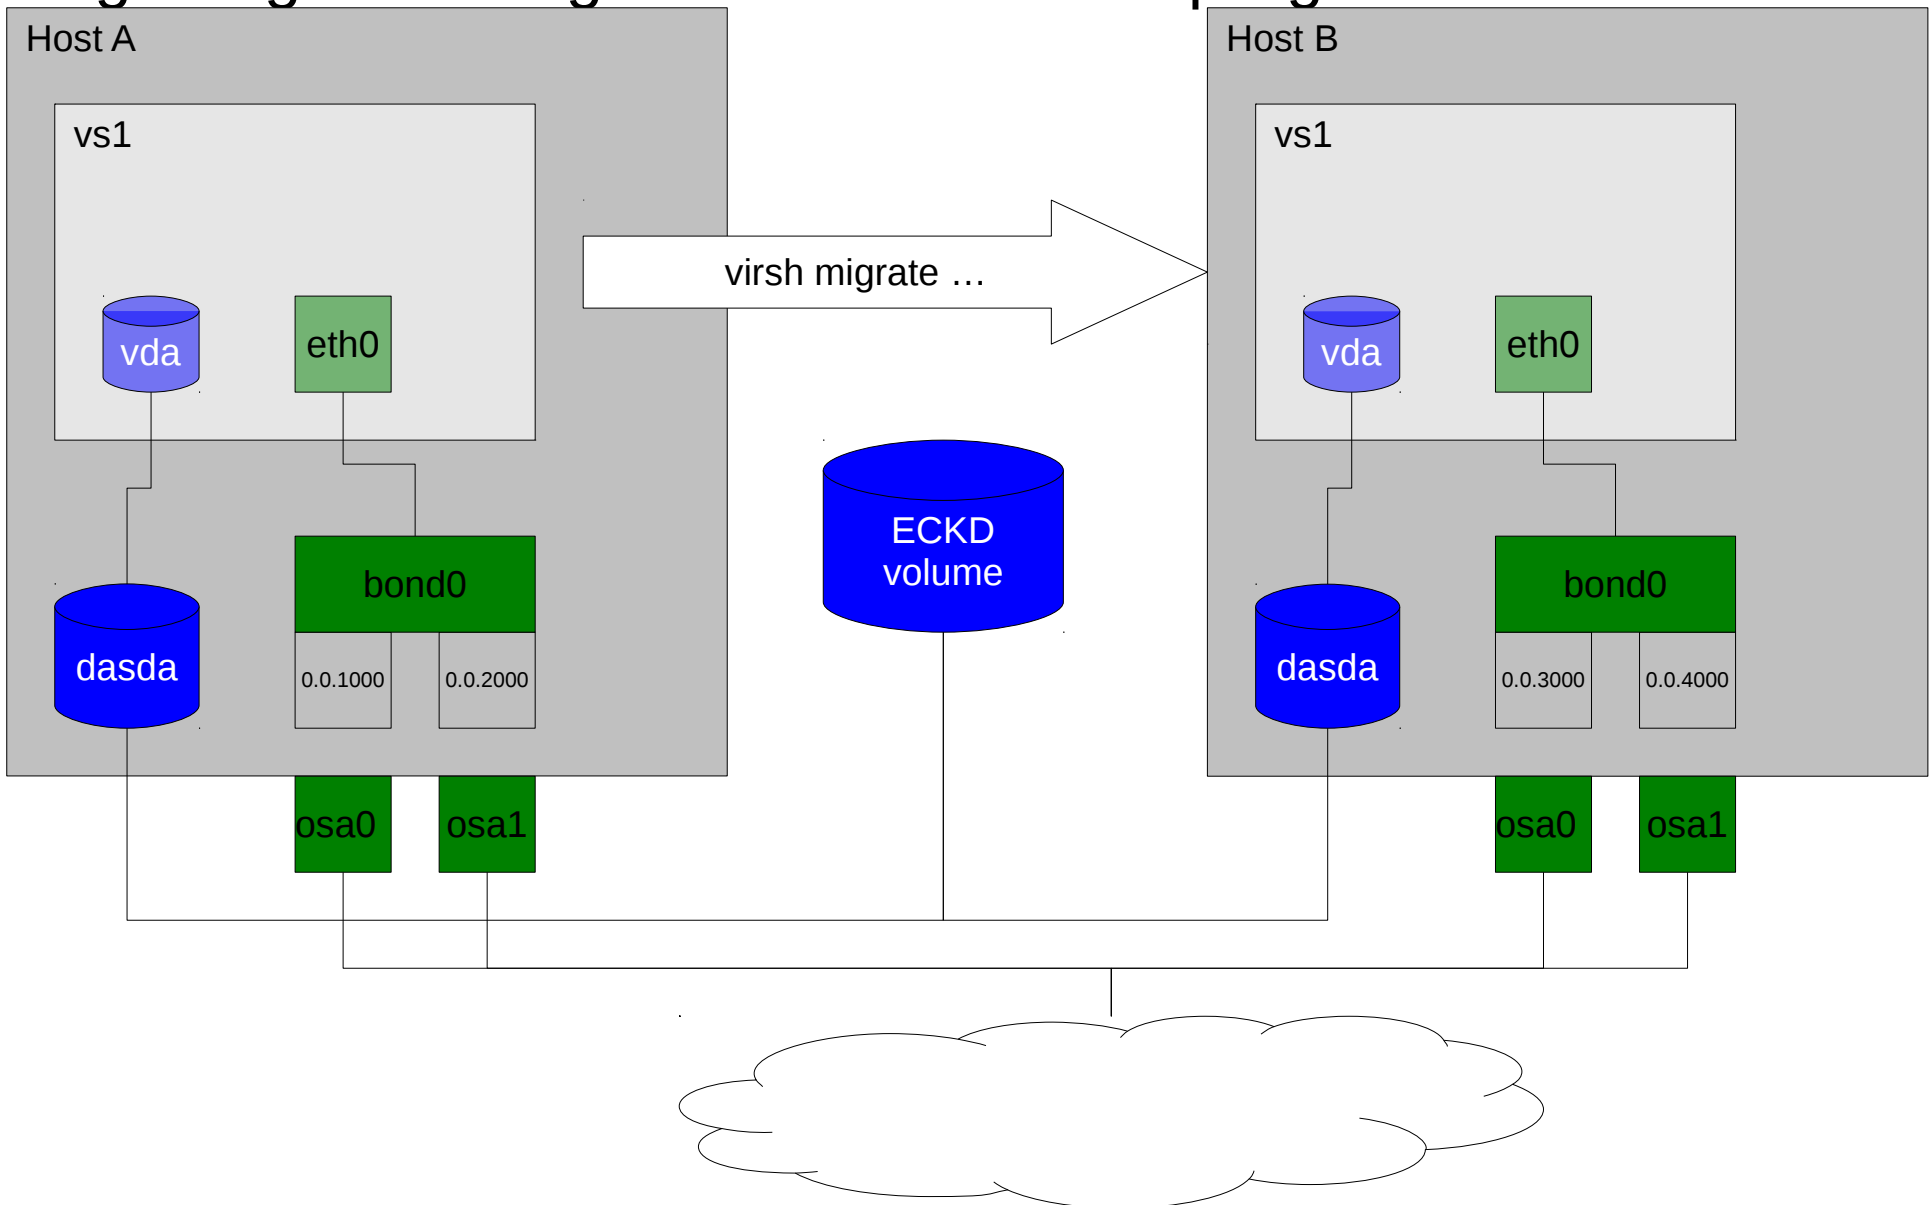 Host A
Host B
vs1
vs1
virsh migrate …
vda
eth0
vda
eth0
ECKD
volume
bond0
bond0
dasda
0.0.1000
0.0.2000
dasda
0.0.3000
0.0.4000
osa0
osa1
osa0
osa1